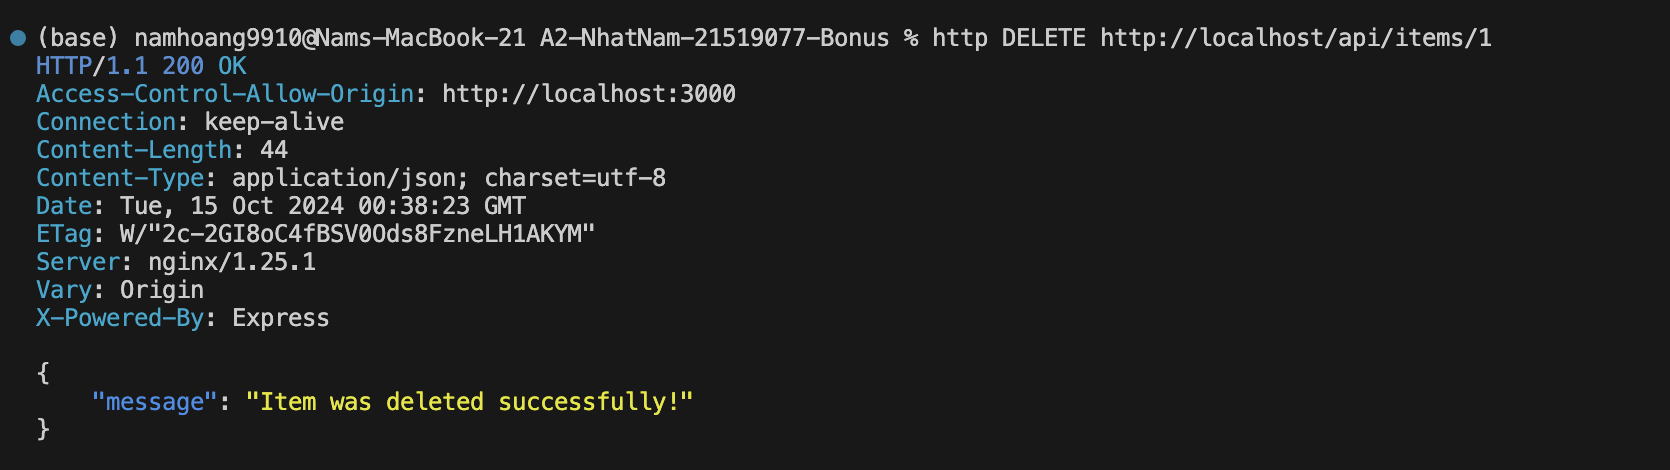 (base) namhoang9910@Nams-MacBook-21 A2-NhatNam-21519077-Bonus % http DELETE http://localhost/api/items/1
HTTP/1.1 200 OK
Access-Control-Allow-Origin: http://localhost:3000
Connection: keep-alive
Content-Length: 44
Content-Type: application/json; charset=utf-8
Date: Tue, 15 Oct 2024 00:38:23 GMT
ETag: W/"2c-2GI8oC4fBSV0Ods8FzneLH1AKYM"
Server: nginx/1.25.1
Vary: Origin
X-Powered-By: Express
{
"message": "Item was deleted successfully!"
}